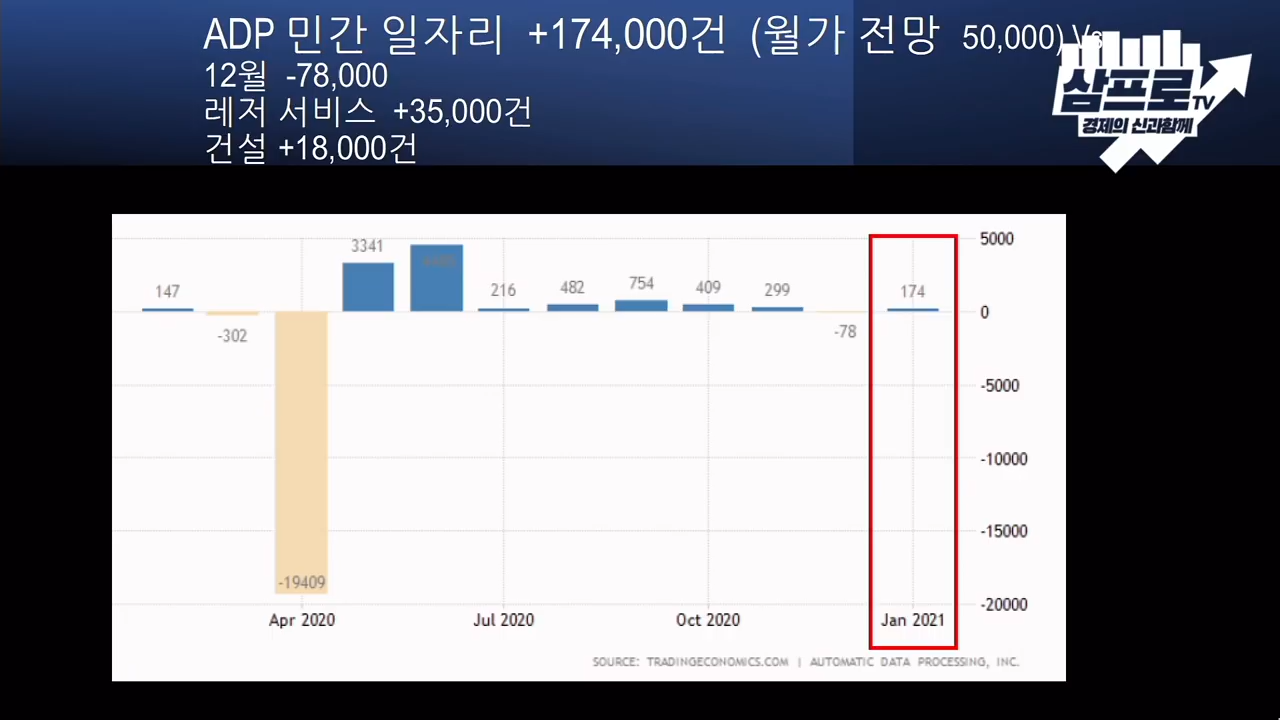 ADP 민간 일자리 +174,000건 (월가 전망 50,000)
12월 -78,000
레저 서비스 +35,000건
건설 +18,000건
삼프로TV
경제의 신과함께
147
-302
-19409
3341
216
482
754
409
299
-78
174
5000
0
-5000
-10000
-15000
-20000
Apr 2020
Jul 2020
Oct 2020
Jan 2021
SOURCE: TRADINGECONOMICS.COM | AUTOMATIC DATA PROCESSING, INC.